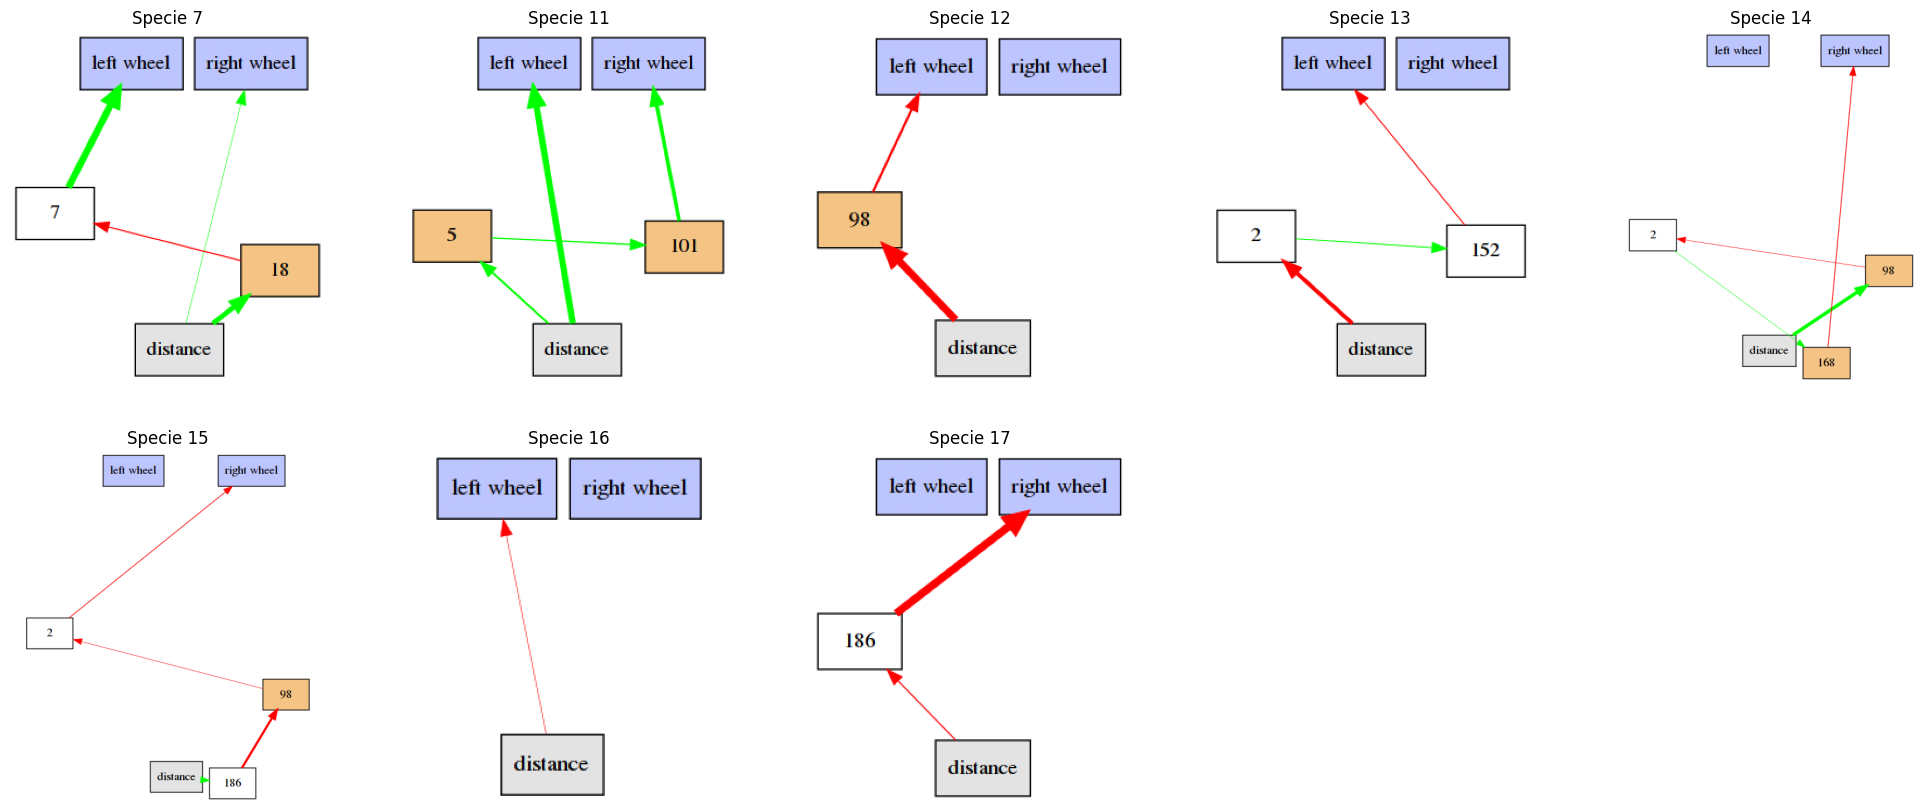 Specie 7
left wheel
right wheel
7
18
distance
Specie 11
left wheel
right wheel
5
101
distance
Specie 12
left wheel
right wheel
98
distance
Specie 13
left wheel
right wheel
2
152
distance
Specie 14
left wheel
right wheel
2
98
distance
168
Specie 15
left wheel
right wheel
2
98
distance
186
Specie 16
left wheel
right wheel
distance
Specie 17
left wheel
right wheel
186
distance